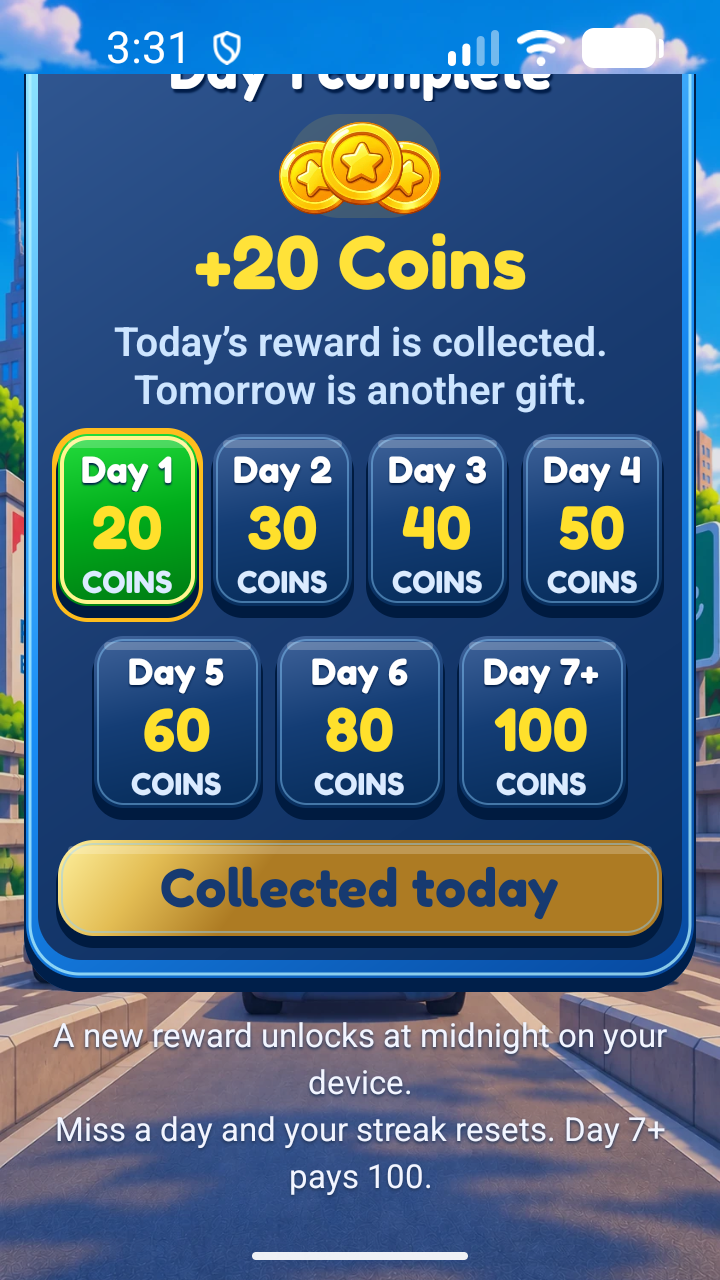 3:31
Day 1 complete
+20 Coins
Today's reward is collected.
Tomorrow is another gift.
Day 1
20
COINS
Day 2
30
COINS
Day 3
40
COINS
Day 4
50
COINS
Day 5
60
COINS
Day 6
80
COINS
Day 7+
100
COINS
Collected today
A new reward unlocks at midnight on your
device.
Miss a day and your streak resets. Day 7+
pays 100.